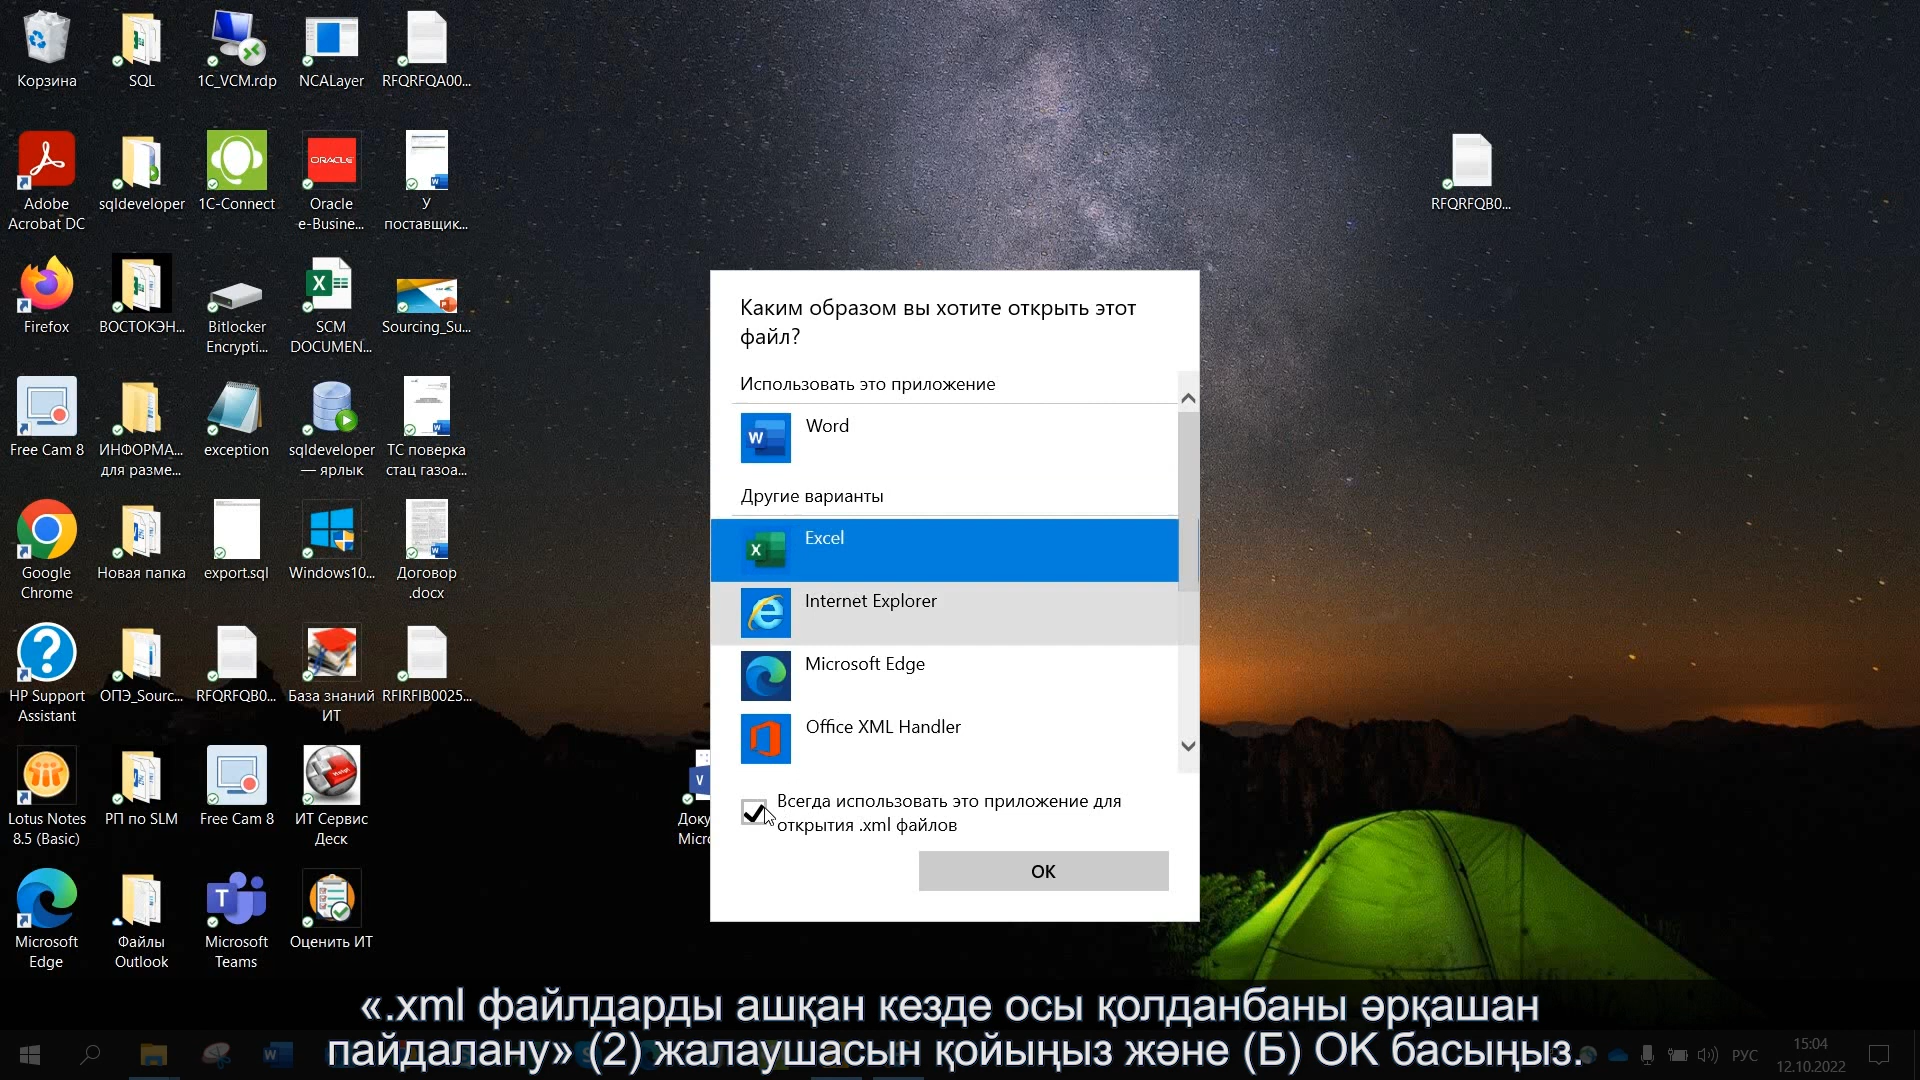 Корзина
SQL
1C_VCM.rdp
NCALayer
RFQRFQA00...
Adobe
Acrobat DC
sqldeveloper
1C-Connect
ORACLE
Oracle
e-Busine...
У
поставщик...
RFQRFQB0...
Firefox
ВОСТОКЭН...
Bitlocker
Encrypti...
SCM
DOCUMEN...
Sourcing_Su...
Free Cam 8
ИНФОРМА...
для разме...
exception
sqldeveloper
— ярлык
ТС поверка
стац газоа...
Google
Chrome
Новая папка
export.sql
Windows10...
Договор
.docx
HP Support
Assistant
ОПЭ_Sourc...
RFQRFQB0...
База знаний
ИТ
RFIRFIB0025...
Lotus Notes
8.5 (Basic)
РП по SLM
Free Cam 8
ИТ Сервис
Деск
Microsoft
Edge
Файлы
Outlook
Microsoft
Teams
Оценить ИТ
Каким образом вы хотите открыть этот
файл?
Использовать это приложение
Word
Другие варианты
Excel
Internet Explorer
Microsoft Edge
Office XML Handler
Всегда использовать это приложение для
открытия .xml файлов
OK
«.xml файлдарды ашқан кезде осы қолданбаны әрқашан
пайдалану» (2) жалаушасын қойыңыз және (Б) OK басыңыз.
РУС
15:04
12.10.2022